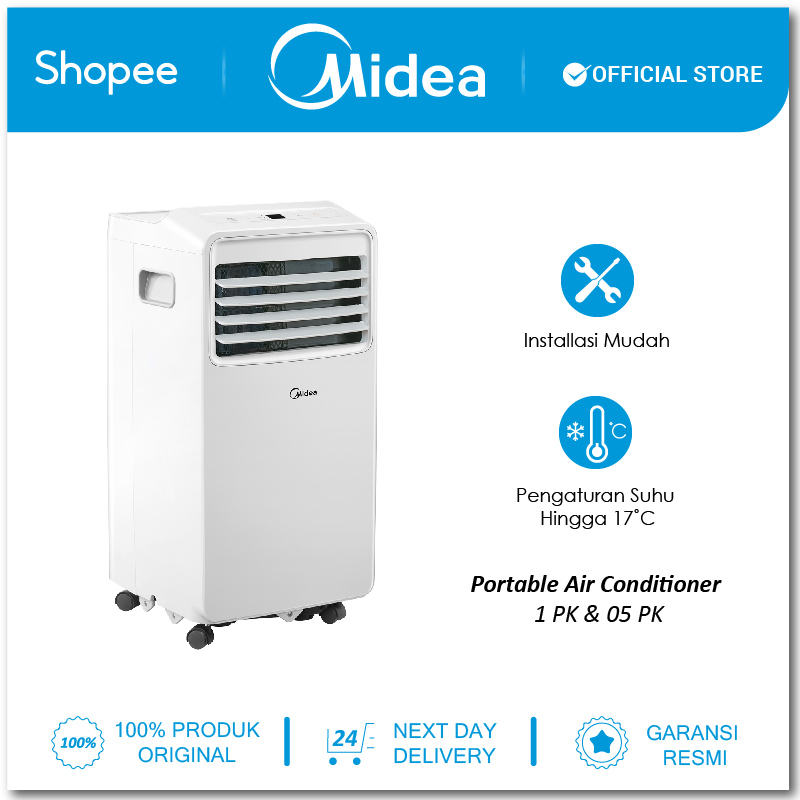 Shopee
Midea
OFFICIAL STORE
Midea
Installasi Mudah
°C
Pengaturan Suhu
Hingga 17°C
Portable Air Conditioner
1 PK & 05 PK
100%
100% PRODUK
ORIGINAL
24
NEXT DAY
DELIVERY
GARANSI
RESMI